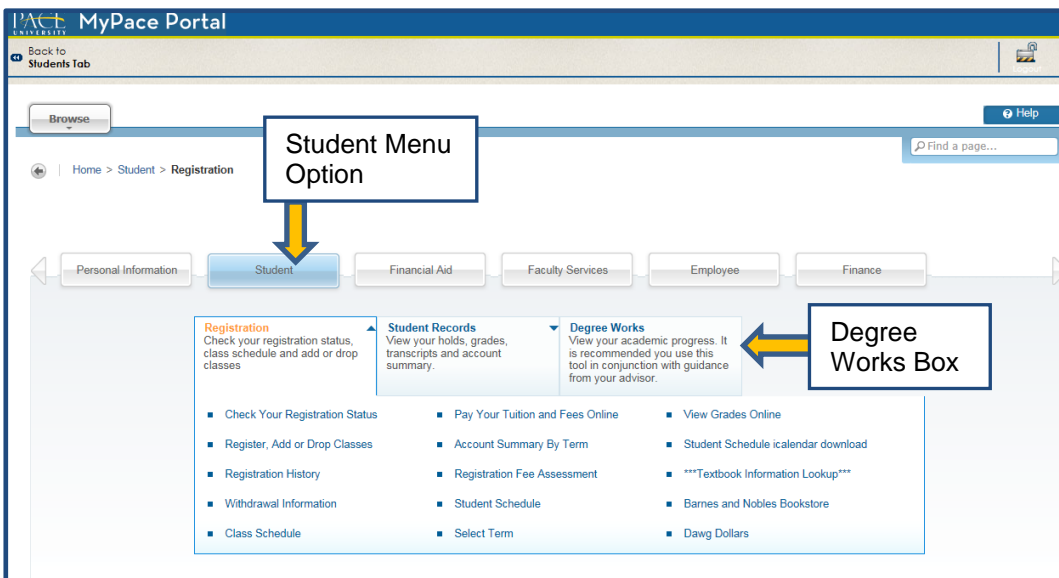 PACE
UNIVERSITY
MyPace Portal
Back to
Students Tab
Logout
Browse
Help
Find a page...
Home > Student > Registration
Student Menu
Option
Personal Information
Student
Financial Aid
Faculty Services
Employee
Finance
Registration
Check your registration status,
class schedule and add or drop
classes
Student Records
View your holds, grades,
transcripts and account
summary.
Degree Works
View your academic progress. It
is recommended you use this
tool in conjunction with guidance
from your advisor.
Degree
Works Box
Check Your Registration Status
Pay Your Tuition and Fees Online
View Grades Online
Register, Add or Drop Classes
Account Summary By Term
Student Schedule icalendar download
Registration History
Registration Fee Assessment
***Textbook Information Lookup***
Withdrawal Information
Student Schedule
Barnes and Nobles Bookstore
Class Schedule
Select Term
Dawg Dollars